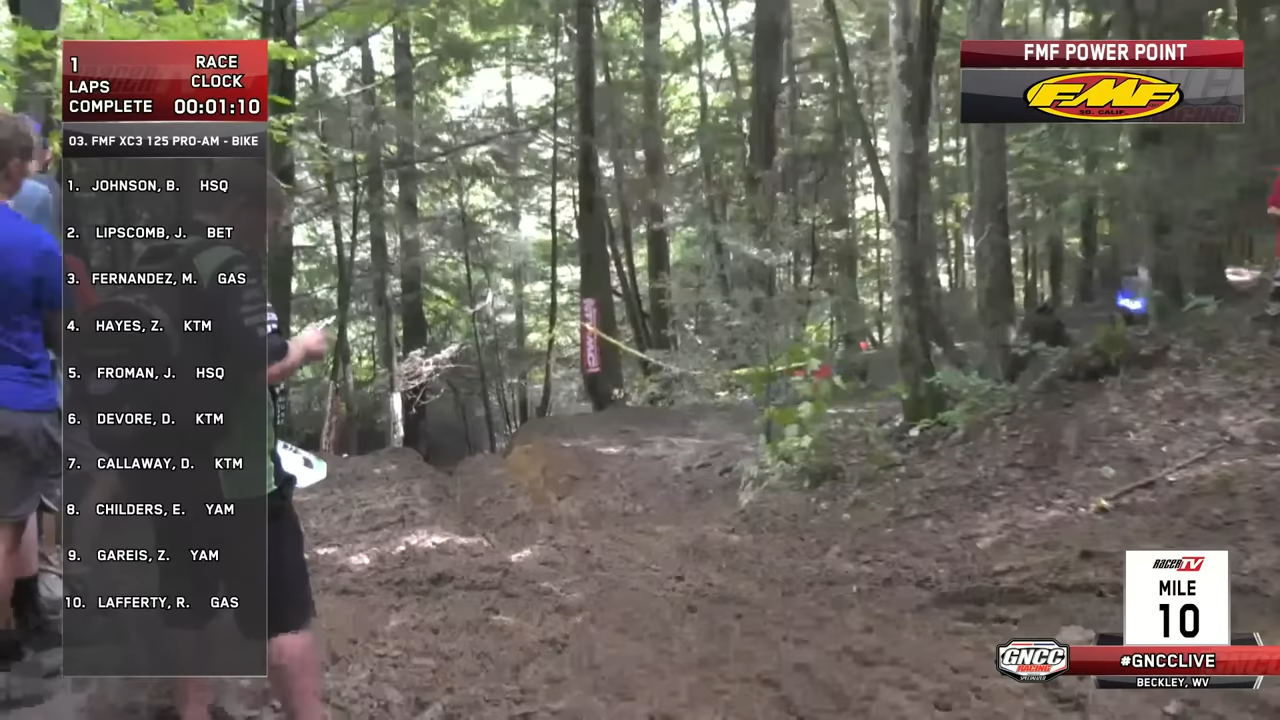 1
LAPS
COMPLETE
RACE
CLOCK
00:01:10
03. FMF XC3 125 PRO-AM - BIKE
1. JOHNSON, B. HSQ
2. LIPSCOMB, J. BET
3. FERNANDEZ, M. GAS
4. HAYES, Z. KTM
5. FROMAN, J. HSQ
6. DEVORE, D. KTM
7. CALLAWAY, D. KTM
8. CHILDERS, E. YAM
9. GAREIS, Z. YAM
10. LAFFERTY, R. GAS
FMF POWER POINT
FMF
SO. CALIF.
RACER TV
MILE
10
GNCC
RACING
SPECIALIZED
#GNCCLIVE
BECKLEY, WV